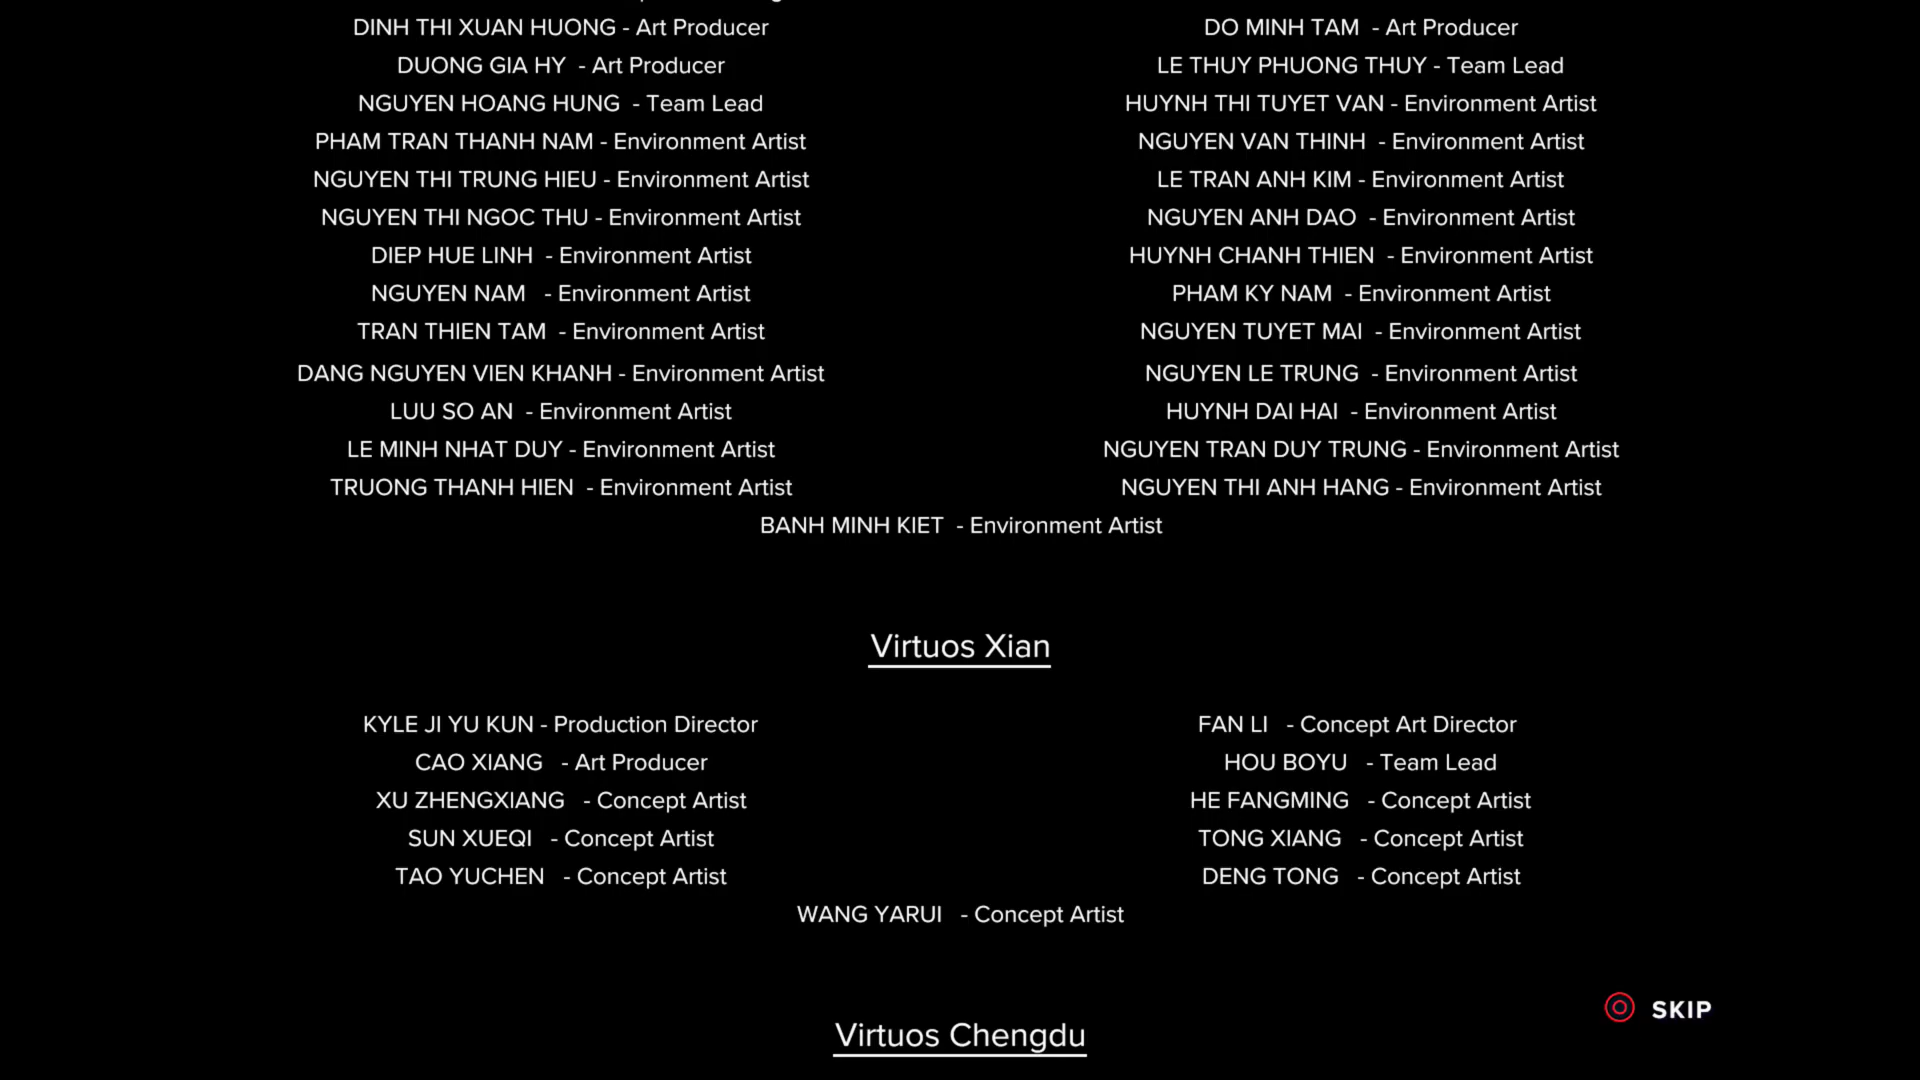 DINH THI XUAN HUONG - Art Producer DO MINH TAM - Art Producer
DUONG GIA HY - Art Producer LE THUY PHUONG THUY - Team Lead
NGUYEN HOANG HUNG - Team Lead HUYNH THI TUYET VAN - Environment Artist
PHAM TRAN THANH NAM - Environment Artist NGUYEN VAN THINH - Environment Artist
NGUYEN THI TRUNG HIEU - Environment Artist LE TRAN ANH KIM - Environment Artist
NGUYEN THI NGOC THU - Environment Artist NGUYEN ANH DAO - Environment Artist
DIEP HUE LINH - Environment Artist HUYNH CHANH THIEN - Environment Artist
NGUYEN NAM - Environment Artist PHAM KY NAM - Environment Artist
TRAN THIEN TAM - Environment Artist NGUYEN TUYET MAI - Environment Artist
DANG NGUYEN VIEN KHANH - Environment Artist NGUYEN LE TRUNG - Environment Artist
LUU SO AN - Environment Artist HUYNH DAI HAI - Environment Artist
LE MINH NHAT DUY - Environment Artist NGUYEN TRAN DUY TRUNG - Environment Artist
TRUONG THANH HIEN - Environment Artist NGUYEN THI ANH HANG - Environment Artist
BANH MINH KIET - Environment Artist
Virtuos Xian
KYLE JI YU KUN - Production Director FAN LI - Concept Art Director
CAO XIANG - Art Producer HOU BOYU - Team Lead
XU ZHENGXIANG - Concept Artist HE FANGMING - Concept Artist
SUN XUEQI - Concept Artist TONG XIANG - Concept Artist
TAO YUCHEN - Concept Artist DENG TONG - Concept Artist
WANG YARUI - Concept Artist
SKIP
Virtuos Chengdu